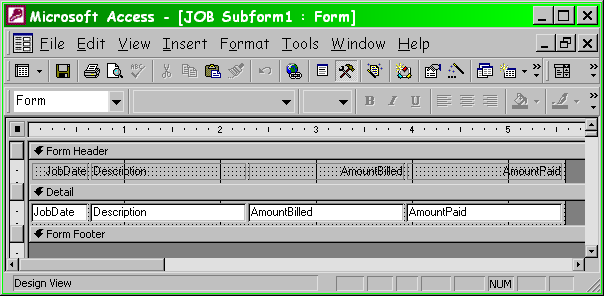 Microsoft Access - [JOB Subform1 : Form]
File Edit View Insert Format Tools Window Help
ABC
Form B I U
1 2 3 4 5
Form Header
JobDate Description AmountBilled AmountPaid
Detail
JobDate Description AmountBilled AmountPaid
Form Footer
Design View NUM